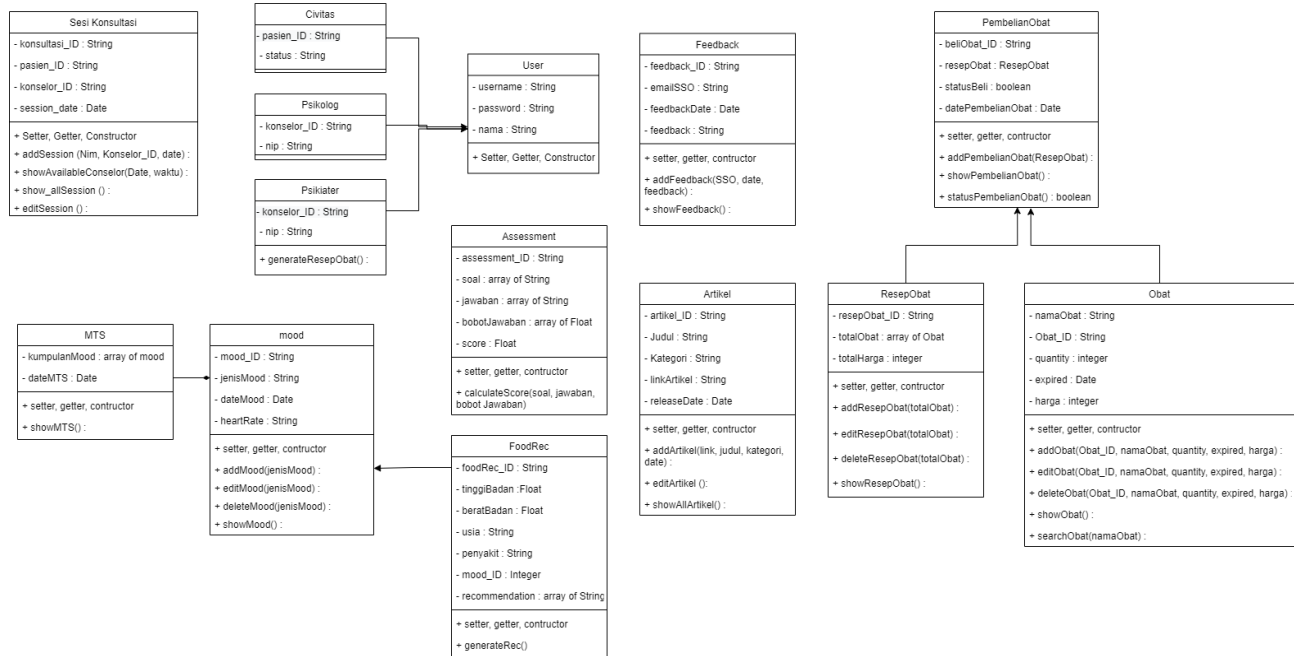 Sesi Konsultasi
- konsultasi_ID : String
- pasien_ID : String
- konselor_ID : String
- session_date : Date
+ Setter, Getter, Constructor
+ addSession (Nim, Konselor_ID, date) :
+ showAvailableConselor(Date, waktu) :
+ show_allSession () :
+ editSession () :
Civitas
- pasien_ID : String
- status : String
Psikolog
- konselor_ID : String
- nip : String
Psikiater
- konselor_ID : String
- nip : String
+ generateResepObat() :
User
- username : String
- password : String
- nama : String
+ Setter, Getter, Constructor
Feedback
- feedback_ID : String
- emailSSO : String
- feedbackDate : Date
- feedback : String
+ setter, getter, contructor
+ addFeedback(SSO, date,
feedback) :
+ showFeedback() :
PembelianObat
- beliObat_ID : String
- resepObat : ResepObat
- statusBeli : boolean
- datePembelianObat : Date
+ setter, getter, contructor
+ addPembelianObat(ResepObat) :
+ showPembelianObat() :
+ statusPembelianObat() : boolean
MTS
- kumpulanMood : array of mood
- dateMTS : Date
+ setter, getter, contructor
+ showMTS() :
mood
- mood_ID : String
- jenisMood : String
- dateMood : Date
- heartRate : String
+ setter, getter, contructor
+ addMood(jenisMood) :
+ editMood(jenisMood) :
+ deleteMood(jenisMood) :
+ showMood() :
Assessment
- assessment_ID : String
- soal : array of String
- jawaban : array of String
- bobotJawaban : array of Float
- score : Float
+ setter, getter, contructor
+ calculateScore(soal, jawaban,
bobot Jawaban)
FoodRec
- foodRec_ID : String
- tinggiBadan :Float
- beratBadan : Float
- usia : String
- penyakit : String
- mood_ID : Integer
- recommendation : array of String
+ setter, getter, contructor
+ generateRec()
Artikel
- artikel_ID : String
- Judul : String
- Kategori : String
- linkArtikel : String
- releaseDate : Date
+ setter, getter, contructor
+ addArtikel(link, judul, kategori,
date) :
+ editArtikel () :
+ showAllArtikel() :
ResepObat
- resepObat_ID : String
- totalObat : array of Obat
- totalHarga : integer
+ setter, getter, contructor
+ addResepObat(totalObat) :
+ editResepObat(totalObat) :
+ deleteResepObat(totalObat) :
+ showResepObat() :
Obat
- namaObat : String
- Obat_ID : String
- quantity : integer
- expired : Date
- harga : integer
+ setter, getter, contructor
+ addObat(Obat_ID, namaObat, quantity, expired, harga) :
+ editObat(Obat_ID, namaObat, quantity, expired, harga) :
+ deleteObat(Obat_ID, namaObat, quantity, expired, harga) :
+ showObat() :
+ searchObat(namaObat) :